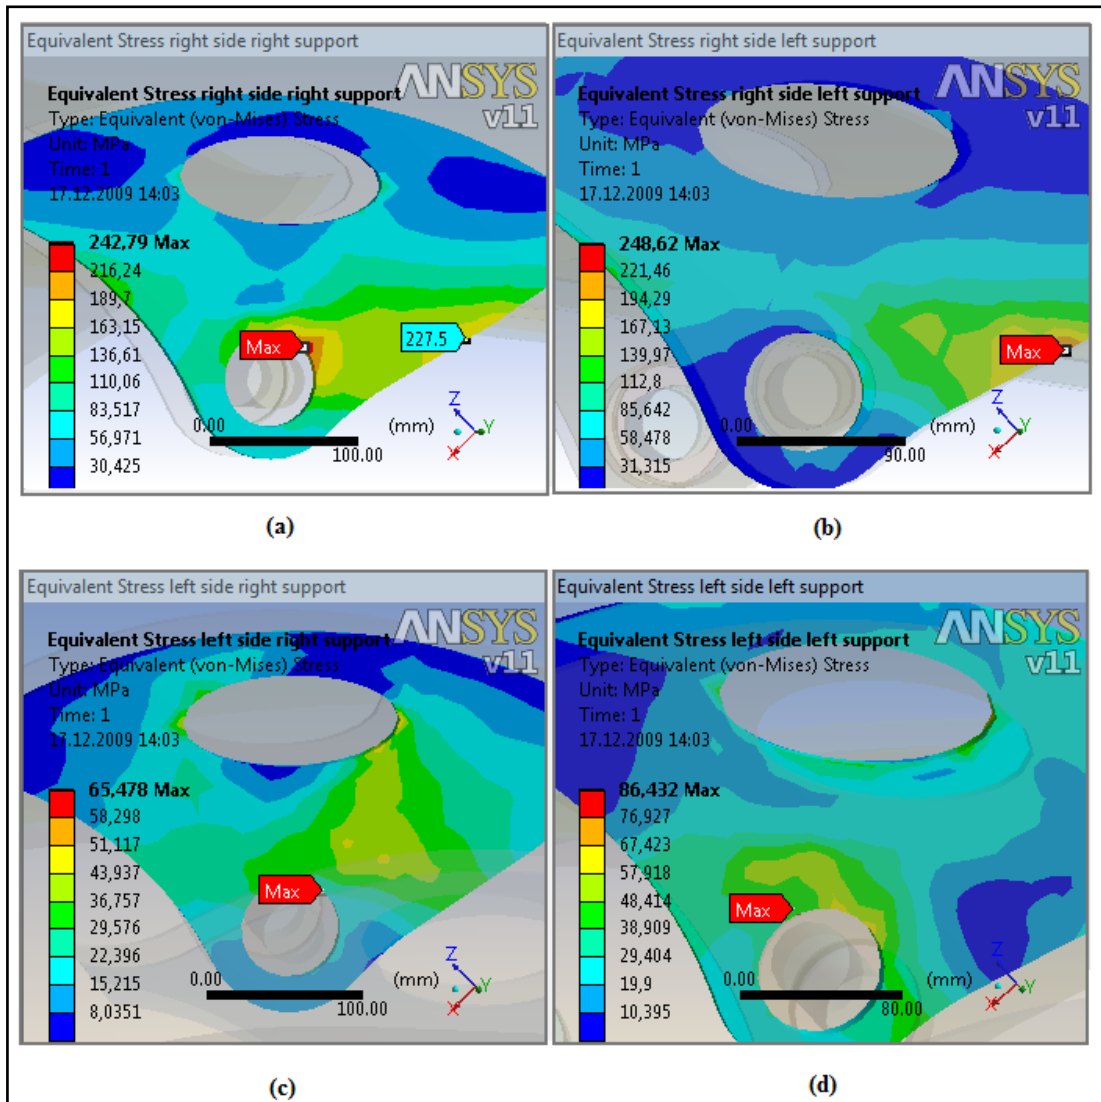 Equivalent Stress right side right support
ANSYS
v11
Equivalent Stress right side right support
Type: Equivalent (von-Mises) Stress
Unit: MPa
Time: 1
17.12.2009 14:03
242,79 Max
216,24
189,7
163,15
136,61
110,06
83,517
56,971
30,425
Max
227.5
0.00
(mm)
100.00
Z
Y
X
(a)
Equivalent Stress right side left support
ANSYS
v11
Equivalent Stress right side left support
Type: Equivalent (von-Mises) Stress
Unit: MPa
Time: 1
17.12.2009 14:03
248,62 Max
221,46
194,29
167,13
139,97
112,8
85,642
58,478
31,315
Max
0.00
(mm)
90.00
Z
Y
X
(b)
Equivalent Stress left side right support
ANSYS
v11
Equivalent Stress left side right support
Type: Equivalent (von-Mises) Stress
Unit: MPa
Time: 1
17.12.2009 14:03
65,478 Max
58,298
51,117
43,937
36,757
29,576
22,396
15,215
8,0351
Max
0.00
(mm)
100.00
Z
Y
X
(c)
Equivalent Stress left side left support
ANSYS
v11
Equivalent Stress left side left support
Type: Equivalent (von-Mises) Stress
Unit: MPa
Time: 1
17.12.2009 14:03
86,432 Max
76,927
67,423
57,918
48,414
38,909
29,404
19,9
10,395
Max
0.00
(mm)
80.00
Z
Y
X
(d)